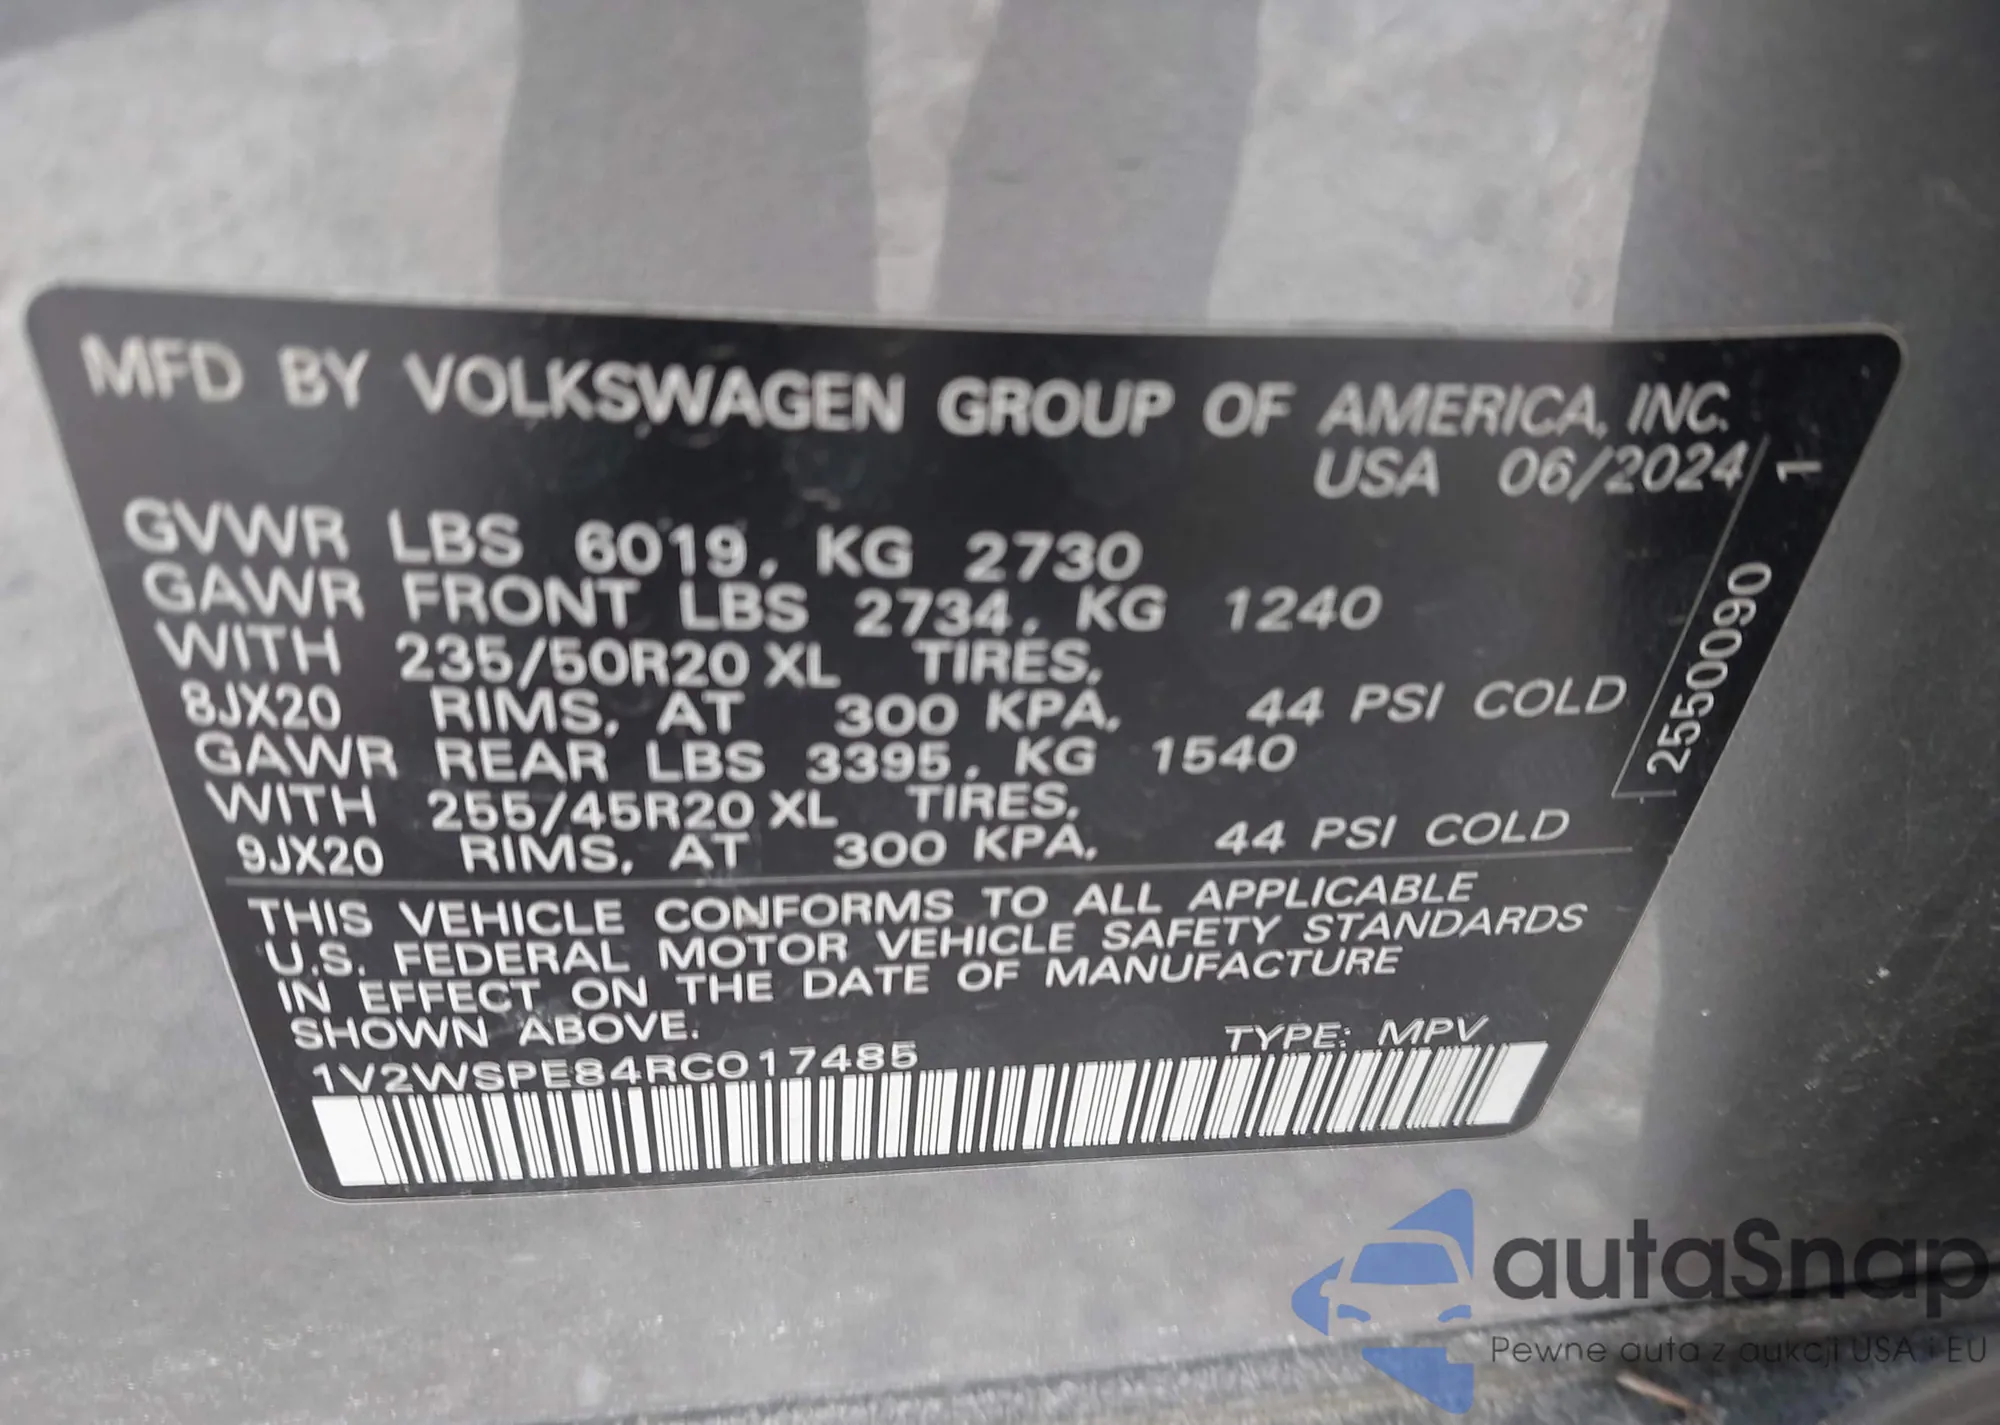 MFD BY VOLKSWAGEN GROUP OF AMERICA, INC.
USA 06/2024
GVWR LBS 6019, KG 2730
GAWR FRONT LBS 2734, KG 1240
WITH 235/50R20 XL TIRES,
8JX20 RIMS, AT 300 KPA, 44 PSI COLD
GAWR REAR LBS 3395, KG 1540
WITH 255/45R20 XL TIRES,
9JX20 RIMS, AT 300 KPA, 44 PSI COLD
THIS VEHICLE CONFORMS TO ALL APPLICABLE
U.S. FEDERAL MOTOR VEHICLE SAFETY STANDARDS
IN EFFECT ON THE DATE OF MANUFACTURE
SHOWN ABOVE.
TYPE: MPV
1V2WSPE84RC017485
25500090 1
autaSnap
Pewne auta z aukcji USA i EU